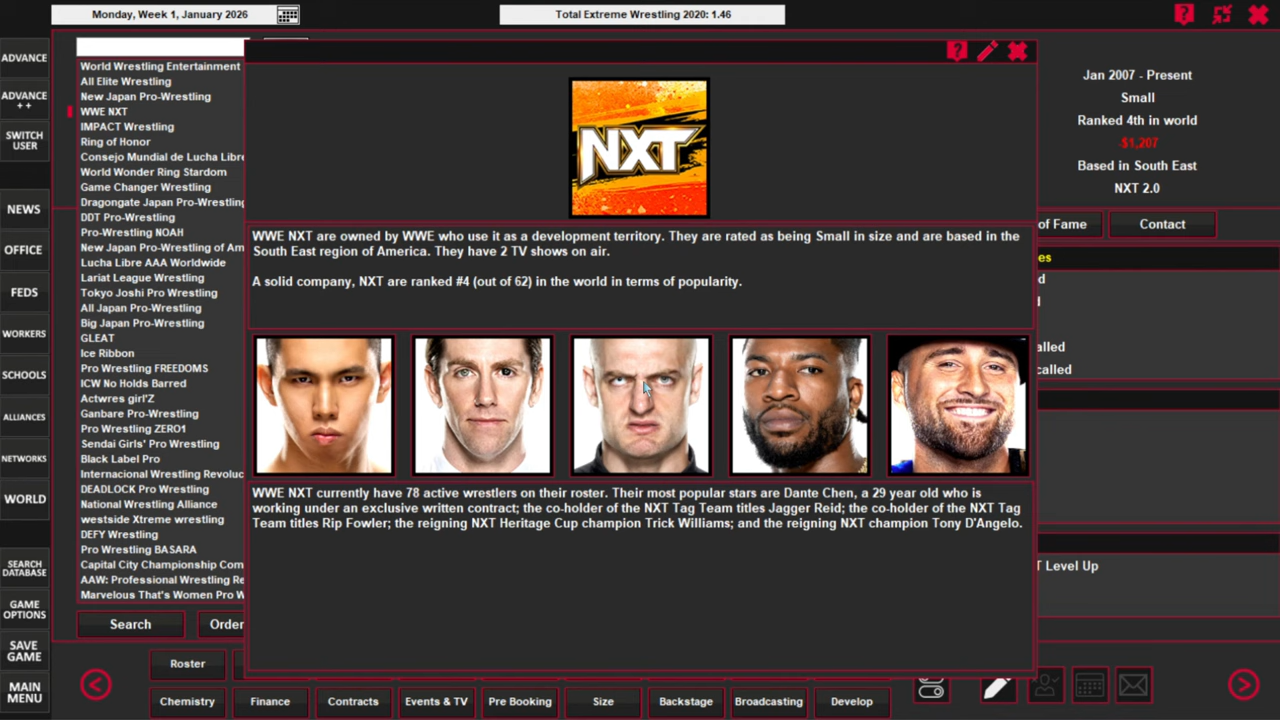 Monday, Week 1, January 2026
Total Extreme Wrestling 2020: 1.46
ADVANCE
ADVANCE
++
SWITCH
USER
NEWS
OFFICE
FEDS
WORKERS
SCHOOLS
ALLIANCES
NETWORKS
WORLD
SEARCH
DATABASE
GAME
OPTIONS
SAVE
GAME
MAIN
MENU
World Wrestling Entertainment
All Elite Wrestling
New Japan Pro-Wrestling
WWE NXT
IMPACT Wrestling
Ring of Honor
Consejo Mundial de Lucha Libre
World Wonder Ring Stardom
Game Changer Wrestling
Dragongate Japan Pro-Wrestling
DDT Pro-Wrestling
Pro-Wrestling NOAH
New Japan Pro-Wrestling of Am
Lucha Libre AAA Worldwide
Lariat League Wrestling
Tokyo Joshi Pro Wrestling
All Japan Pro-Wrestling
Big Japan Pro-Wrestling
GLEAT
Ice Ribbon
Pro Wrestling FREEDOMS
ICW No Holds Barred
Actwres girl'Z
Ganbare Pro-Wrestling
Pro Wrestling ZERO1
Sendai Girls' Pro Wrestling
Black Label Pro
Internacional Wrestling Revoluc
DEADLOCK Pro Wrestling
National Wrestling Alliance
westside Xtreme wrestling
DEFY Wrestling
Pro Wrestling BASARA
Capital City Championship Com
AAW: Professional Wrestling Re
Marvelous That's Women Pro W
Search
Order
NXT
WWE NXT are owned by WWE who use it as a development territory. They are rated as being Small in size and are based in the
South East region of America. They have 2 TV shows on air.
A solid company, NXT are ranked #4 (out of 62) in the world in terms of popularity.
WWE NXT currently have 78 active wrestlers on their roster. Their most popular stars are Dante Chen, a 29 year old who is
working under an exclusive written contract; the co-holder of the NXT Tag Team titles Jagger Reid; the co-holder of the NXT Tag
Team titles Rip Fowler; the reigning NXT Heritage Cup champion Trick Williams; and the reigning NXT champion Tony D'Angelo.
Jan 2007 - Present
Small
Ranked 4th in world
-$1,207
Based in South East
NXT 2.0
of Fame
Contact
es
d
d
alled
called
T Level Up
Roster
Chemistry
Finance
Contracts
Events & TV
Pre Booking
Size
Backstage
Broadcasting
Develop